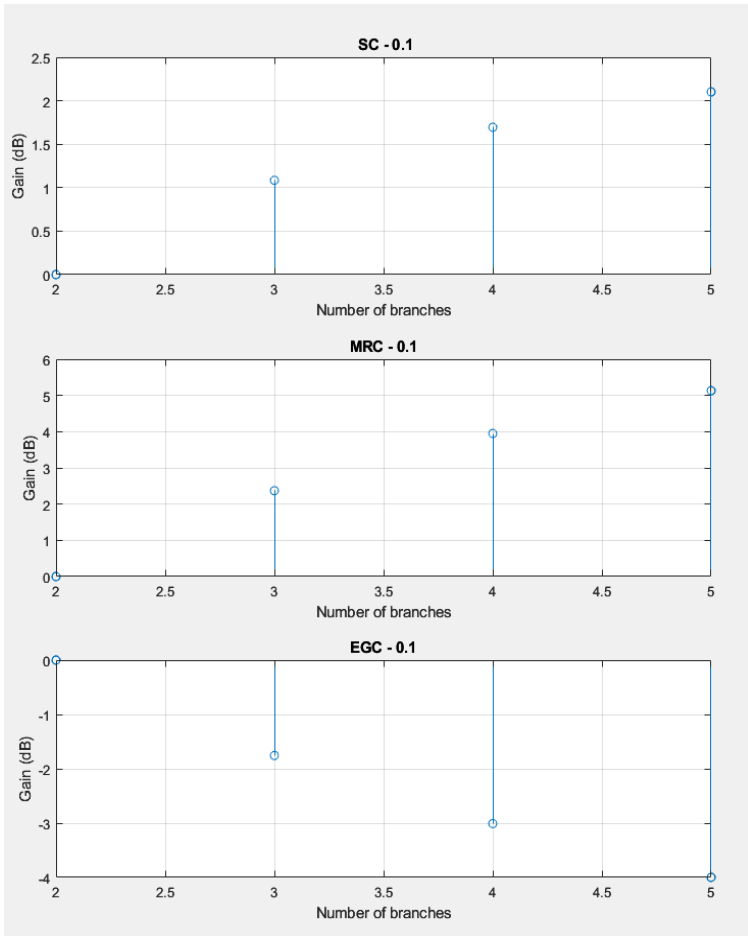 SC - 0.1
2.5
2
1.5
1
0.5
0
Gain (dB)
2 2.5 3 3.5 4 4.5 5
Number of branches
MRC - 0.1
6
5
4
3
2
1
0
Gain (dB)
2 2.5 3 3.5 4 4.5 5
Number of branches
EGC - 0.1
0
-1
-2
-3
-4
Gain (dB)
2 2.5 3 3.5 4 4.5 5
Number of branches